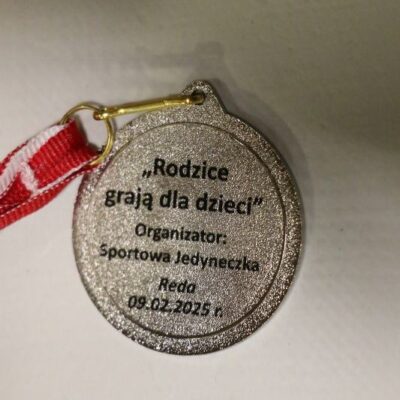 „Rodzice
grają dla dzieci”
Organizator:
Sportowa Jedyneczka
Reda
09.02.2025 r.